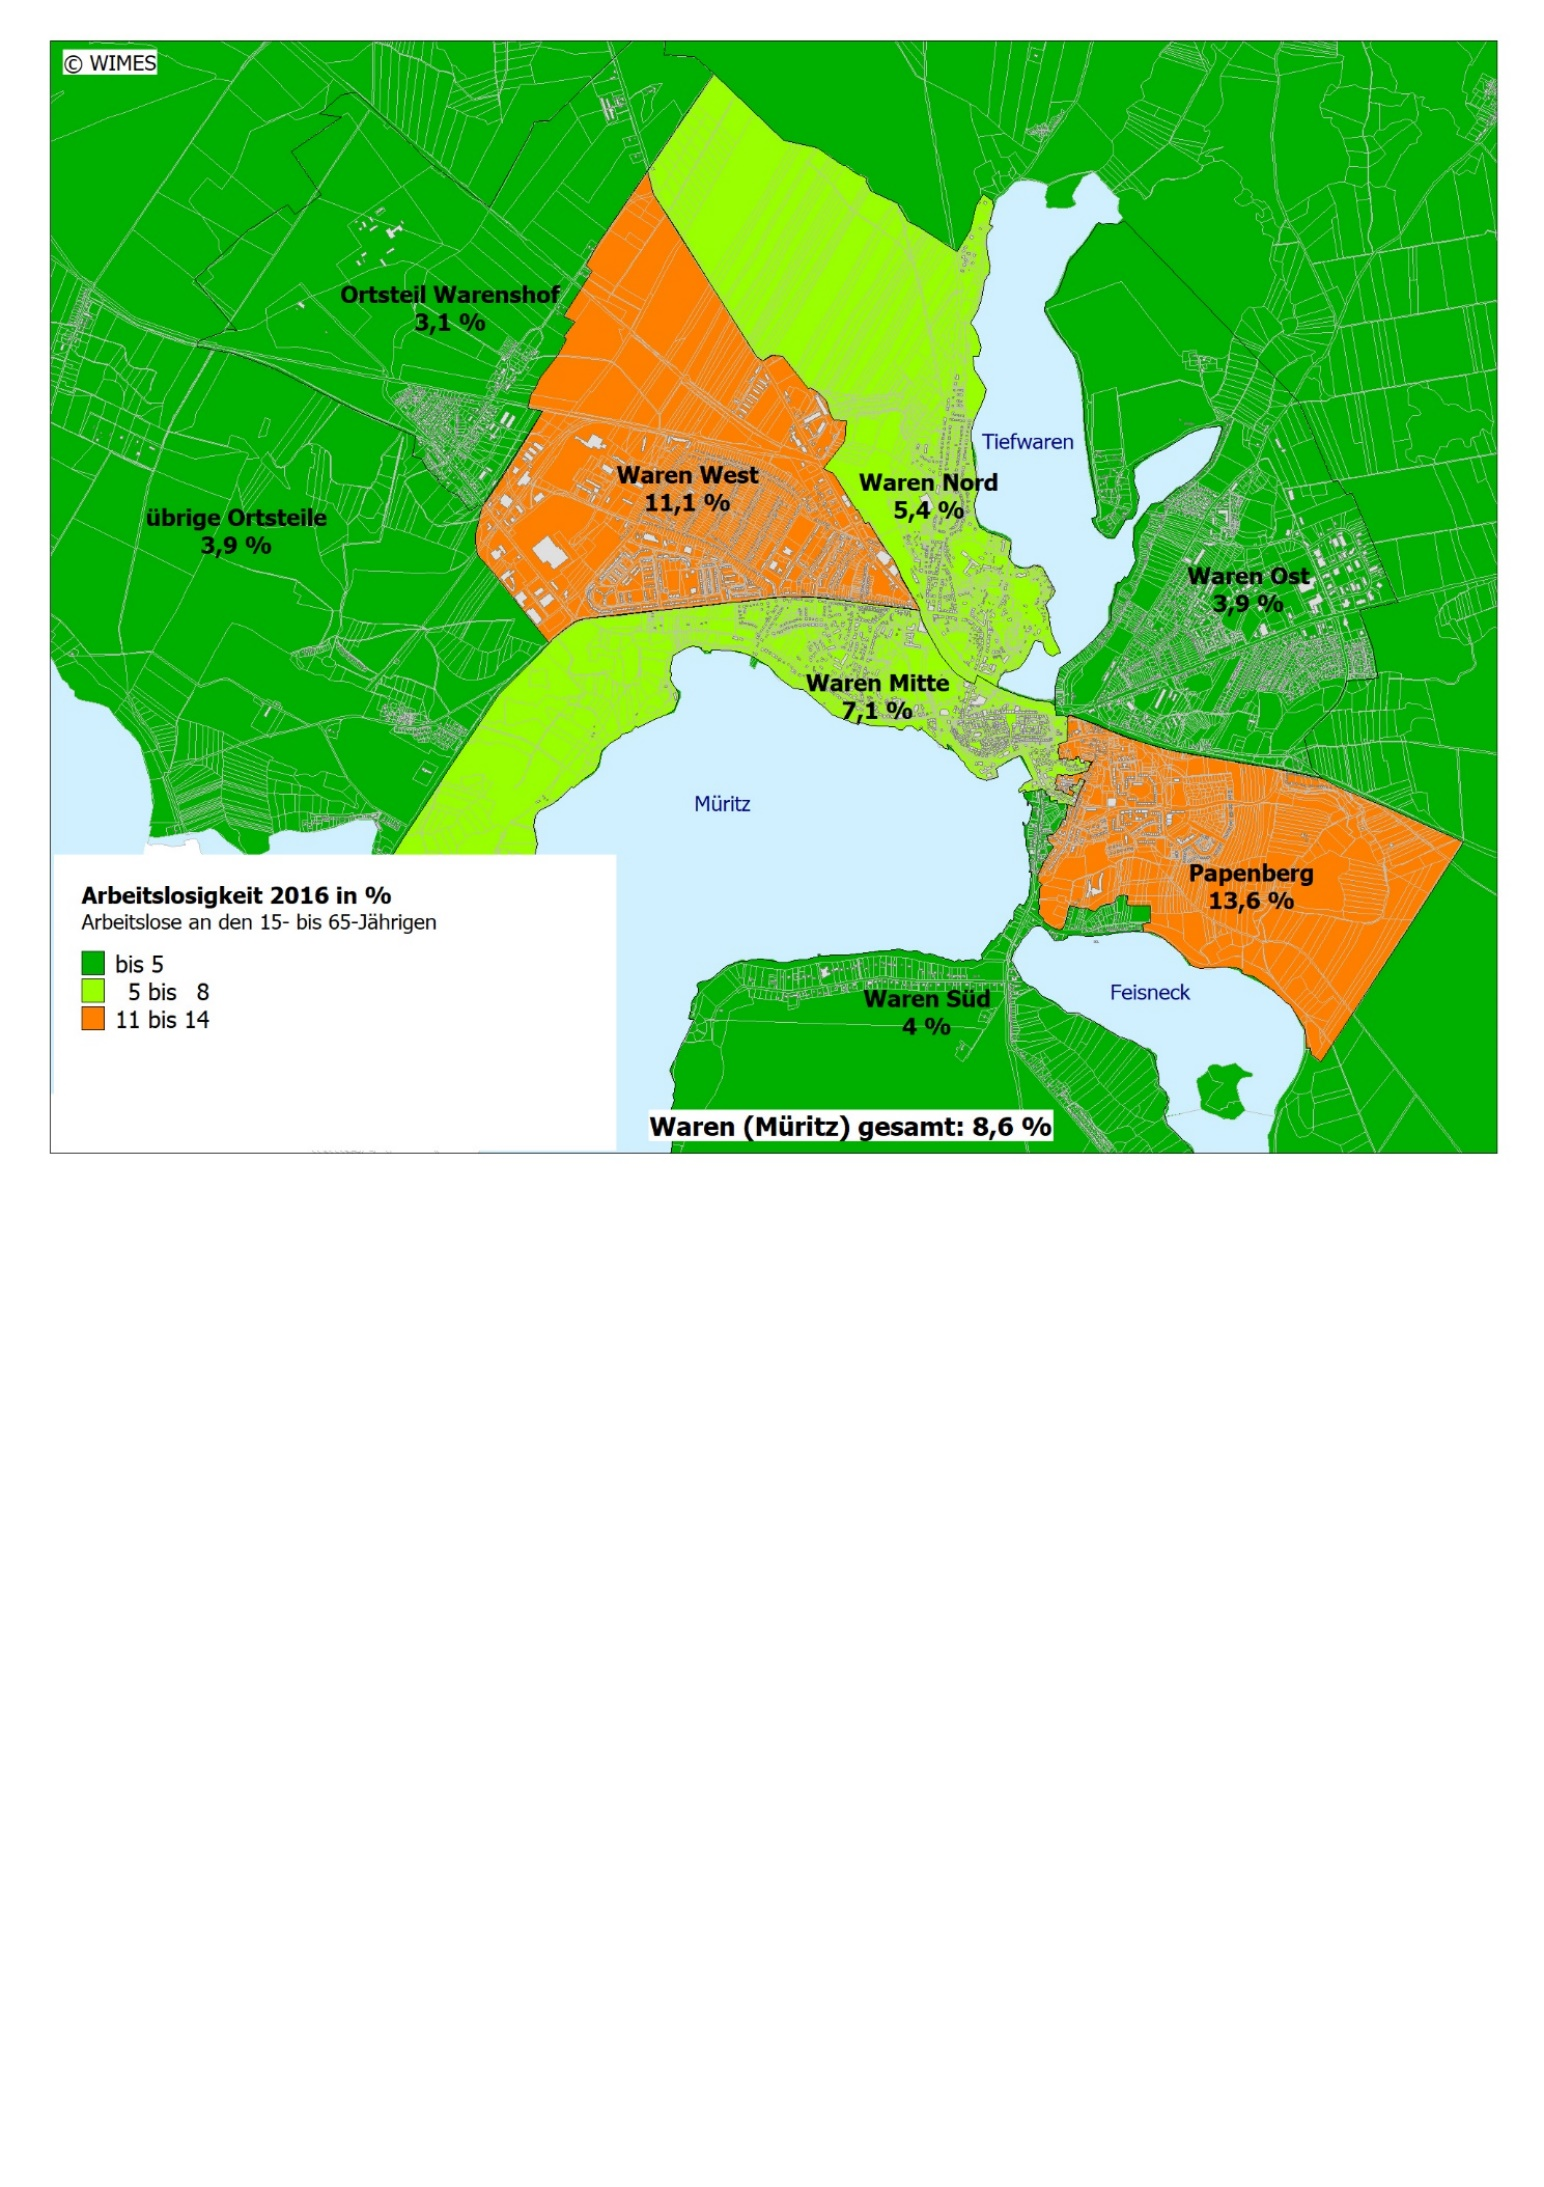 © WIMES
Ortsteil Warenshof
3,1 %
Tiefwaren
Waren West
11,1 %
Waren Nord
5,4 %
übrige Ortsteile
3,9 %
Waren Ost
3,9 %
Waren Mitte
7,1 %
Müritz
Papenberg
13,6 %
Arbeitslosigkeit 2016 in %
Arbeitslose an den 15- bis 65-Jährigen
bis 5
5 bis 8
11 bis 14
Feisneck
Waren Süd
4 %
Waren (Müritz) gesamt: 8,6 %